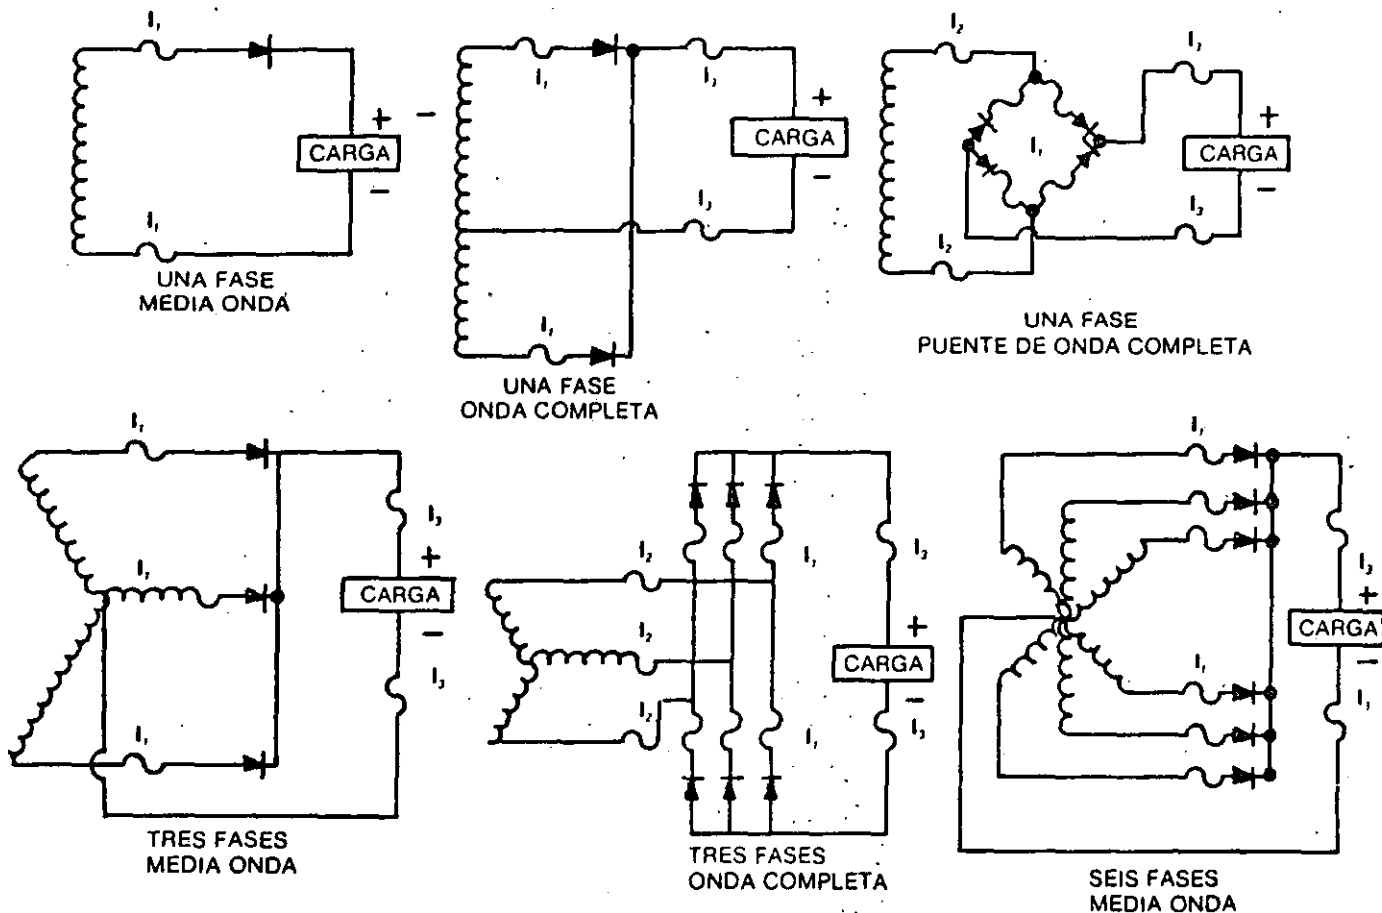 I₁
CARGA
+
−
I₁
UNA FASE
MEDIA ONDA
−
I₁
I₃
+
CARGA
−
I₃
I₁
UNA FASE
ONDA COMPLETA
I₂
I₁
I₃
+
CARGA
−
I₃
I₂
UNA FASE
PUENTE DE ONDA COMPLETA
I₁
I₃
I₁
+
CARGA
−
I₃
I₁
TRES FASES
MEDIA ONDA
I₂
I₁
I₃
I₂
+
CARGA
−
I₂
I₁
I₃
TRES FASES
ONDA COMPLETA
I₁
I₃
+
CARGA
−
I₁
TRES FASES
SEIS FASES
MEDIA ONDA